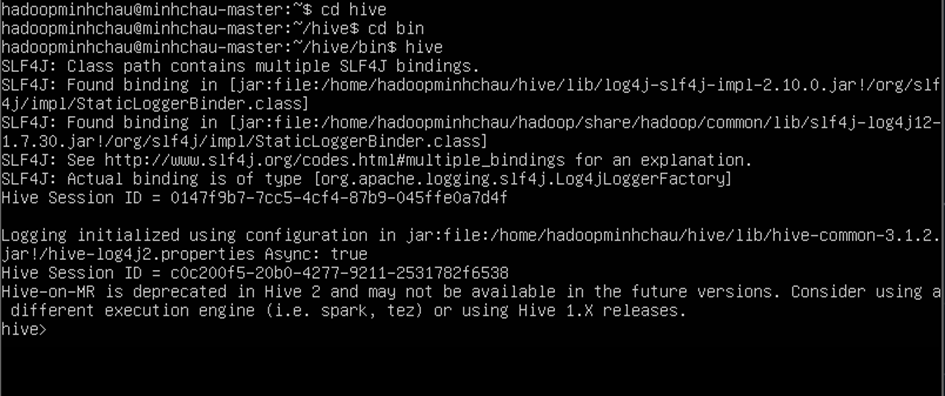 hadoopminhchau@minhchau-master:~$ cd hive
hadoopminhchau@minhchau-master:~/hive$ cd bin
hadoopminhchau@minhchau-master:~/hive/bin$ hive
SLF4J: Class path contains multiple SLF4J bindings.
SLF4J: Found binding in [jar:file:/home/hadoopminhchau/hive/lib/log4j-slf4j-impl-2.10.0.jar!/org/slf
4j/impl/StaticLoggerBinder.class]
SLF4J: Found binding in [jar:file:/home/hadoopminhchau/hadoop/share/hadoop/common/lib/slf4j-log4j12-
1.7.30.jar!/org/slf4j/impl/StaticLoggerBinder.class]
SLF4J: See http://www.slf4j.org/codes.html#multiple_bindings for an explanation.
SLF4J: Actual binding is of type [org.apache.logging.slf4j.Log4jLoggerFactory]
Hive Session ID = 0147f9b7-7cc5-4cf4-87b9-045ffe0a7d4f

Logging initialized using configuration in jar:file:/home/hadoopminhchau/hive/lib/hive-common-3.1.2.
jar!/hive-log4j2.properties Async: true
Hive Session ID = c0c200f5-20b0-4277-9211-2531782f6538
Hive-on-MR is deprecated in Hive 2 and may not be available in the future versions. Consider using a
 different execution engine (i.e. spark, tez) or using Hive 1.X releases.
hive>